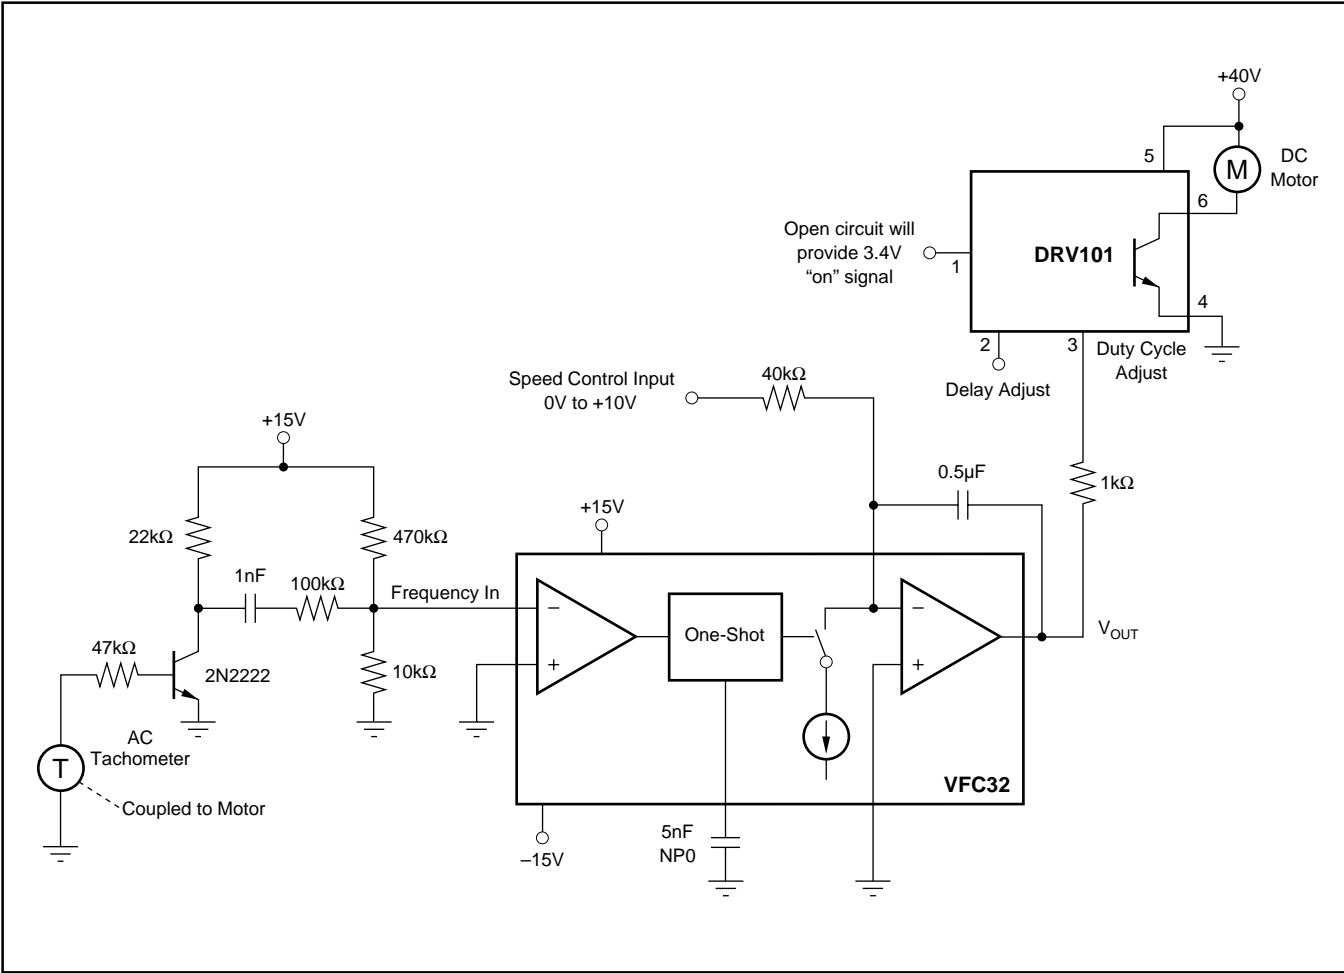 +40V
5
M
DC
Motor
6
Open circuit will
provide 3.4V
“on” signal
1
DRV101
4
2
3
Duty Cycle
Adjust
Delay Adjust
Speed Control Input
0V to +10V
40kΩ
+15V
0.5µF
1kΩ
+15V
22kΩ
470kΩ
1nF
100kΩ
Frequency In
–
+
One-Shot
–
+
VOUT
47kΩ
2N2222
10kΩ
AC
Tachometer
T
Coupled to Motor
VFC32
–15V
5nF
NP0